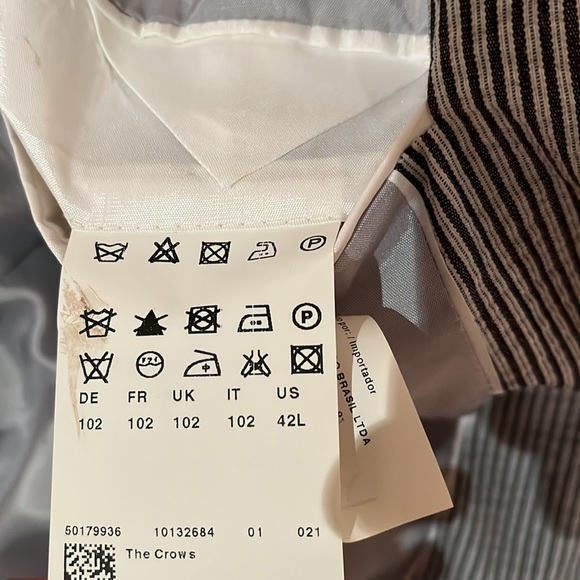 P
P
DE FR UK IT US
102 102 102 102 42L
50179936 10132684 01 021
The Crows
por./Importador
BRASIL LTDA